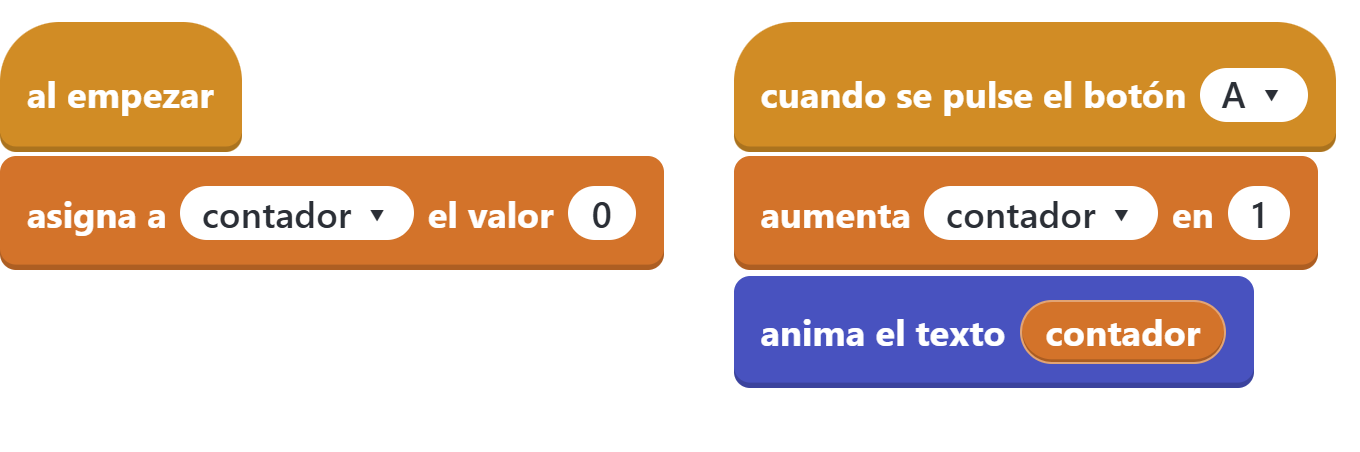 al empezar
asigna a contador el valor 0
cuando se pulse el botón A
aumenta contador en 1
anima el texto contador